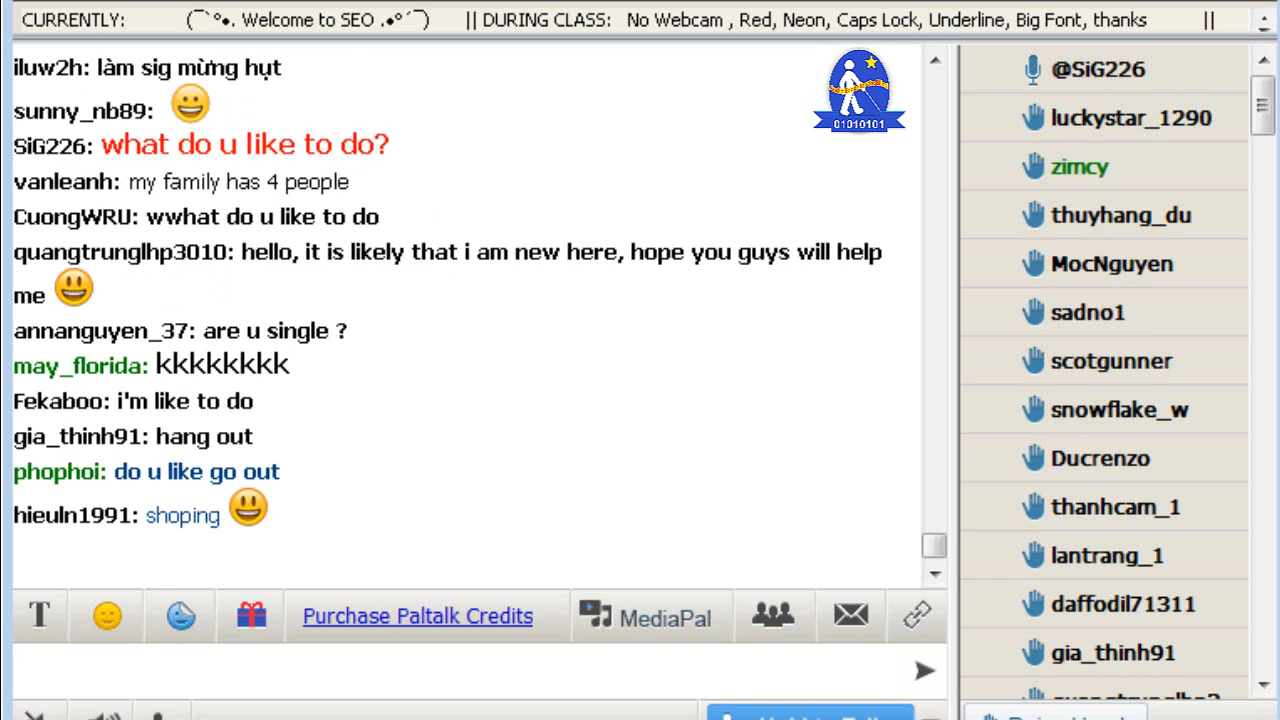 CURRENTLY: (¯`º•. Welcome to SEO .•º´¯) || DURING CLASS: No Webcam , Red, Neon, Caps Lock, Underline, Big Font, thanks ||
iluw2h: làm sig mừng hụt
sunny_nb89:
SiG226: what do u like to do?
vanleanh: my family has 4 people
CuongWRU: wwhat do u like to do
quangtrunglhp3010: hello, it is likely that i am new here, hope you guys will help
me
annanguyen_37: are u single ?
may_florida: kkkkkkkk
Fekaboo: i'm like to do
gia_thinh91: hang out
phophoi: do u like go out
hieuln1991: shoping
01010101
@SiG226
luckystar_1290
zimcy
thuyhang_du
MocNguyen
sadno1
scotgunner
snowflake_w
Ducrenzo
thanhcam_1
lantrang_1
daffodil71311
gia_thinh91
T
Purchase Paltalk Credits
MediaPal